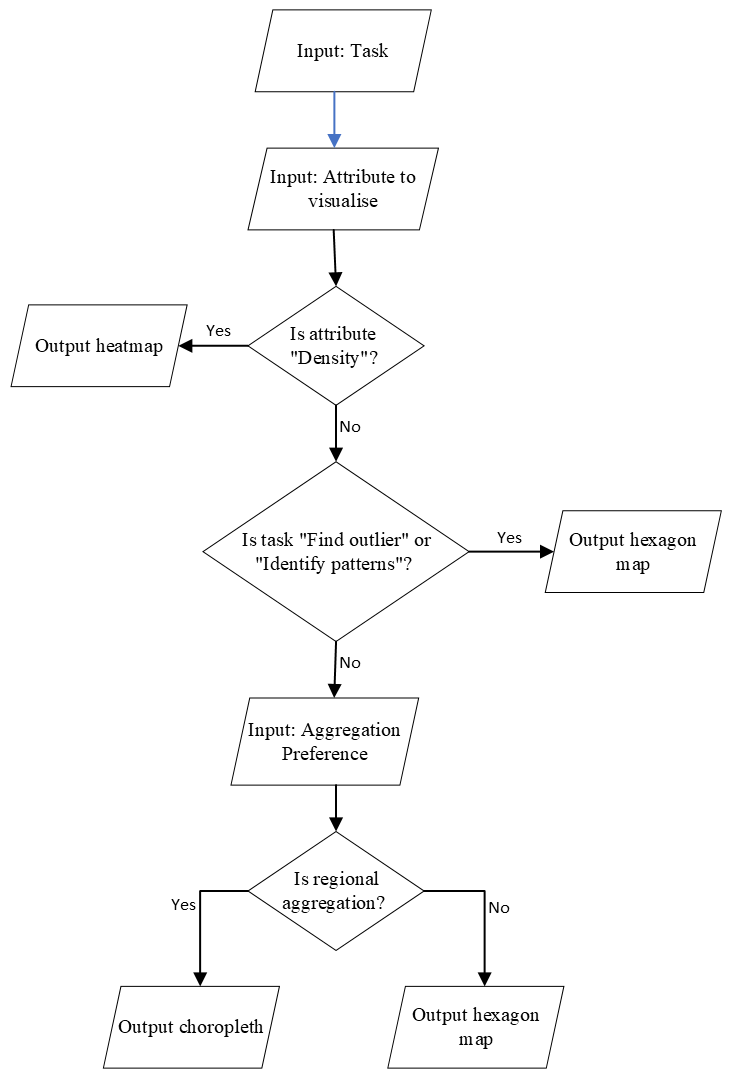 Input: Task
Input: Attribute to
visualise
Is attribute
"Density"?
Yes
Output heatmap
No
Is task "Find outlier" or
"Identify patterns"?
Yes
Output hexagon
map
No
Input: Aggregation
Preference
Is regional
aggregation?
Yes
No
Output choropleth
Output hexagon
map